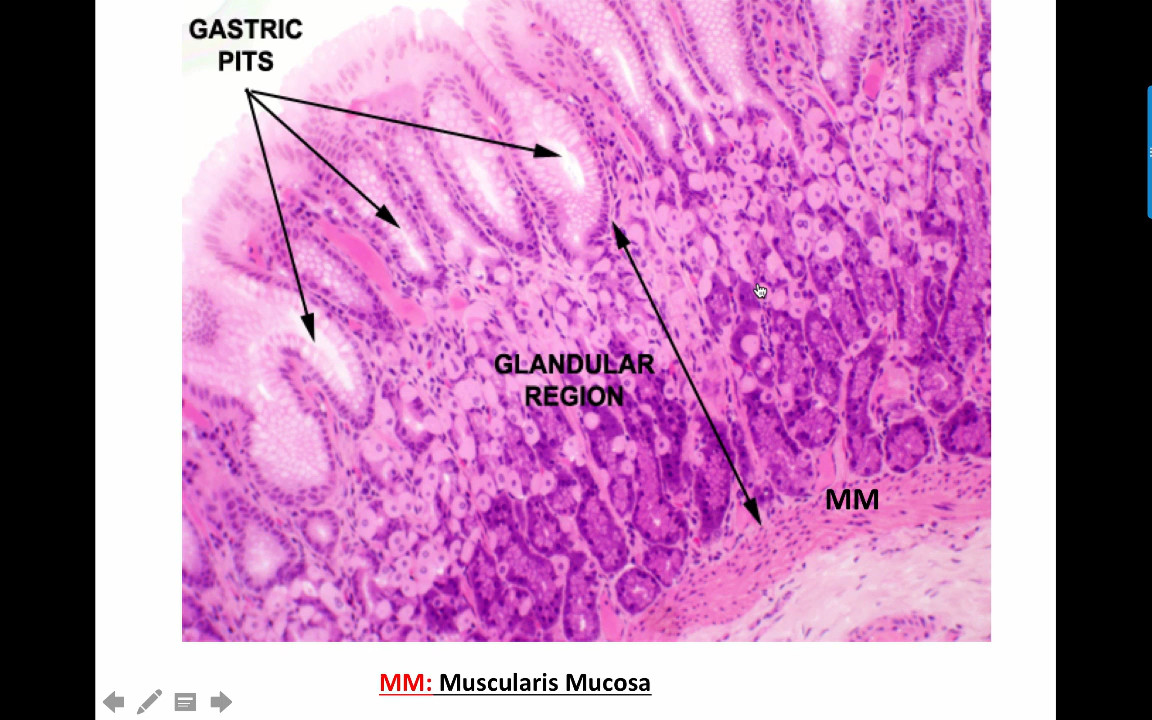 GASTRIC
PITS
GLANDULAR
REGION
MM
MM: Muscularis Mucosa